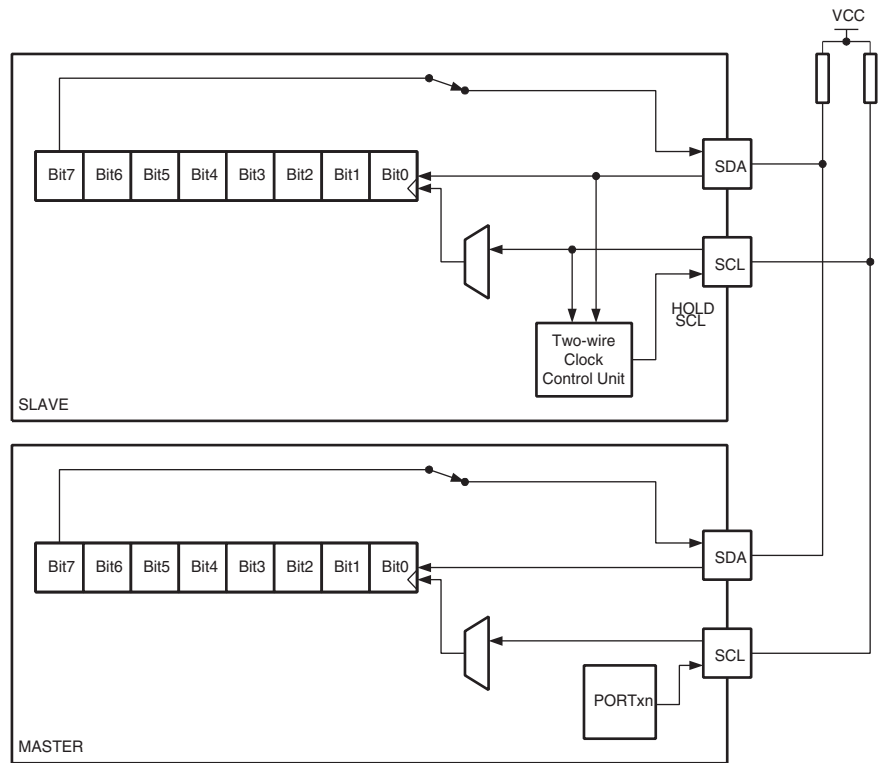 VCC
Bit7 Bit6 Bit5 Bit4 Bit3 Bit2 Bit1 Bit0
SDA
SCL
HOLD
SCL
Two-wire
Clock
Control Unit
SLAVE
Bit7 Bit6 Bit5 Bit4 Bit3 Bit2 Bit1 Bit0
SDA
SCL
PORTxn
MASTER